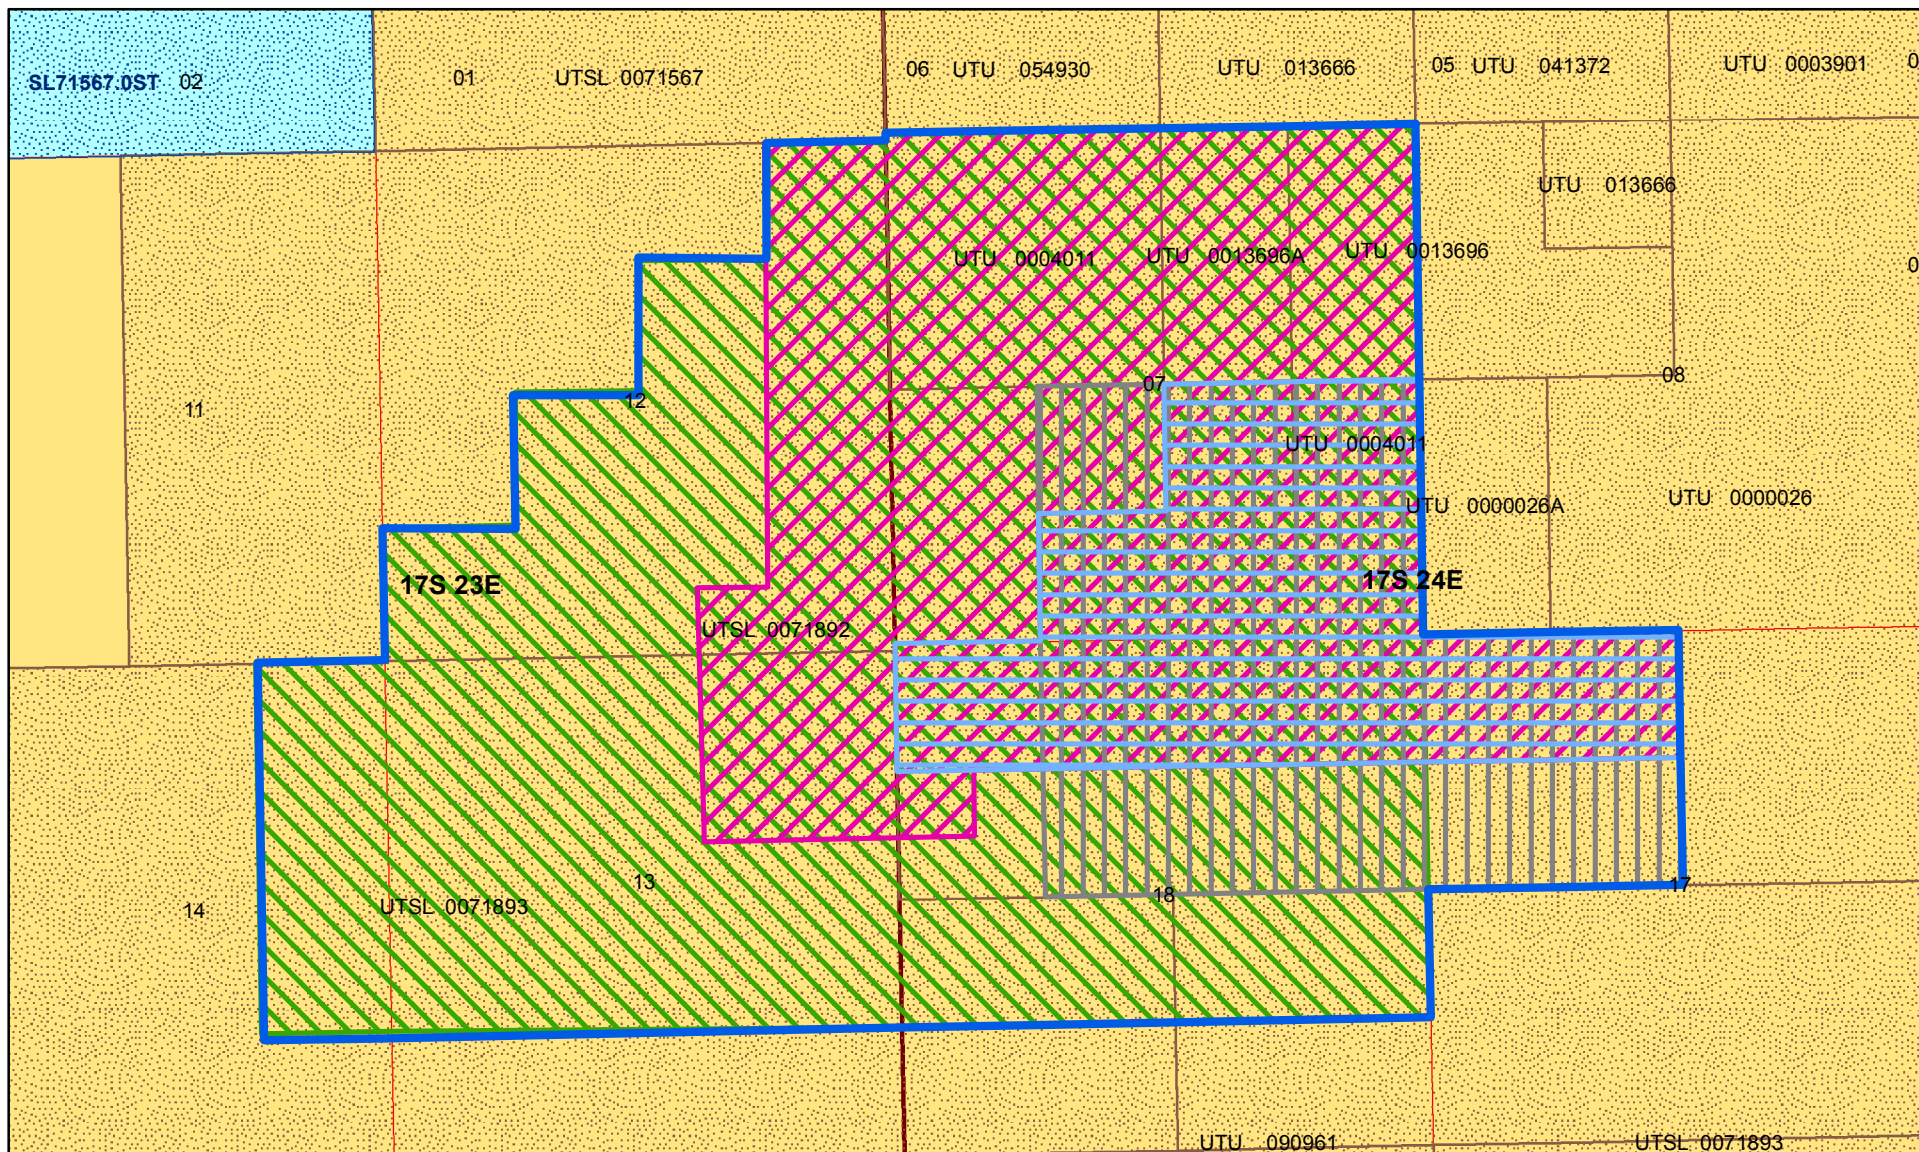 SL71567.0ST 02
01 UTSL 0071567
06 UTU 054930
UTU 013666
05 UTU 041372
UTU 0003901
UTU 013666
UTU 0004011
UTU 0013696A
UTU 0013696
07
08
12
11
UTU 0004011
UTU 0000026A
UTU 0000026
17S 23E
17S 24E
UTSL 0071892
13
18
17
14
UTSL 0071893
UTU 090961
UTSL 0071893